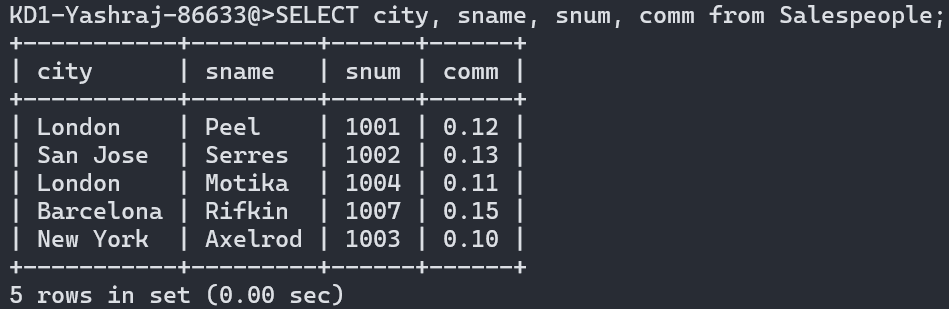 KD1-Yashraj-86633@>SELECT city, sname, snum, comm from Salespeople;
+-----------+---------+------+------+
| city      | sname   | snum | comm |
+-----------+---------+------+------+
| London    | Peel    | 1001 | 0.12 |
| San Jose  | Serres  | 1002 | 0.13 |
| London    | Motika  | 1004 | 0.11 |
| Barcelona | Rifkin  | 1007 | 0.15 |
| New York  | Axelrod | 1003 | 0.10 |
+-----------+---------+------+------+
5 rows in set (0.00 sec)